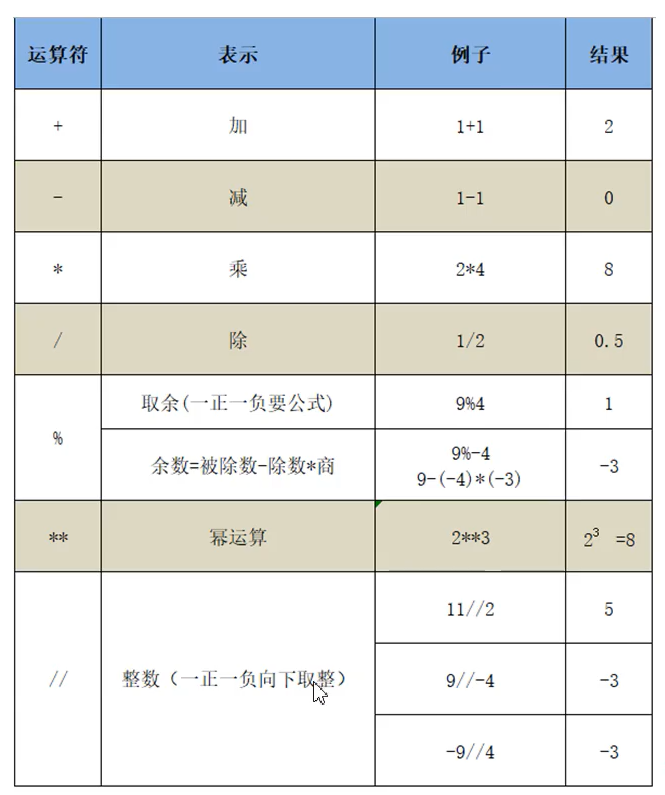 运算符 表示 例子 结果
+ 加 1+1 2
- 减 1-1 0
* 乘 2*4 8
/ 除 1/2 0.5
% 取余(一正一负要公式) 9%4 1
余数=被除数-除数*商 9%-4 -3
9-(-4)*(-3)
** 幂运算 2**3 2³ =8
// 整数（一正一负向下取整） 11//2 5
9//-4 -3
-9//4 -3